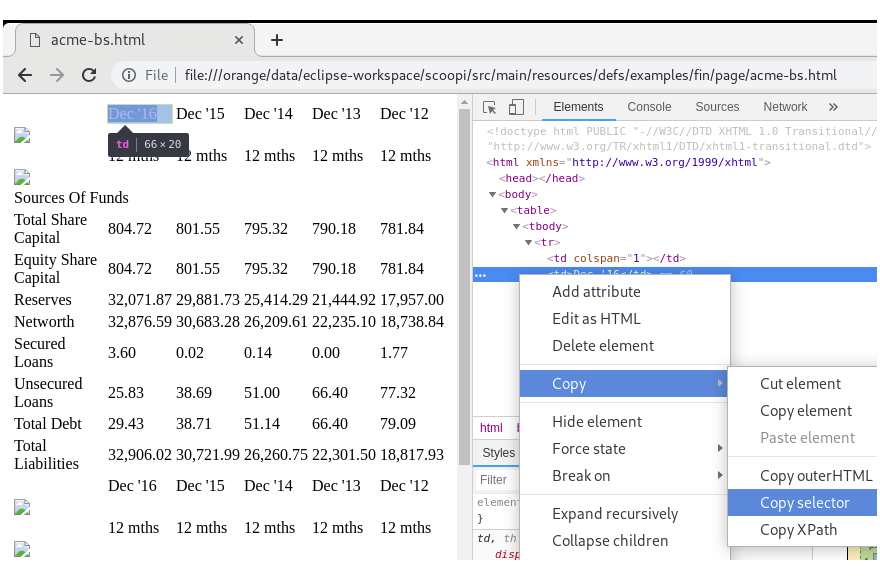 acme-bs.html
File file:///orange/data/eclipse-workspace/scoopi/src/main/resources/defs/examples/fin/page/acme-bs.html
Dec '16 Dec '15 Dec '14 Dec '13 Dec '12
td 66 × 20
12 mths 12 mths 12 mths 12 mths 12 mths
Sources Of Funds
Total Share
Capital 804.72 801.55 795.32 790.18 781.84
Equity Share
Capital 804.72 801.55 795.32 790.18 781.84
Reserves 32,071.87 29,881.73 25,414.29 21,444.92 17,957.00
Networth 32,876.59 30,683.28 26,209.61 22,235.10 18,738.84
Secured
Loans 3.60 0.02 0.14 0.00 1.77
Unsecured
Loans 25.83 38.69 51.00 66.40 77.32
Total Debt 29.43 38.71 51.14 66.40 79.09
Total
Liabilities 32,906.02 30,721.99 26,260.75 22,301.50 18,817.93
Dec '16 Dec '15 Dec '14 Dec '13 Dec '12
12 mths 12 mths 12 mths 12 mths 12 mths
Elements Console Sources Network »
<!doctype html PUBLIC "-//W3C//DTD XHTML 1.0 Transitional//
"http://www.w3.org/TR/xhtml1/DTD/xhtml1-transitional.dtd">
<html xmlns="http://www.w3.org/1999/xhtml">
<head></head>
<body>
<table>
<tbody>
<tr>
<td colspan="1"></td>
<td>Dec '16</td> == $0
Add attribute
Edit as HTML
Delete element
Copy
Hide element
Force state
Break on
Expand recursively
Collapse children
Cut element
Copy element
Paste element
Copy outerHTML
Copy selector
Copy XPath
html
Styles
Filter
element
}
td, th
disp